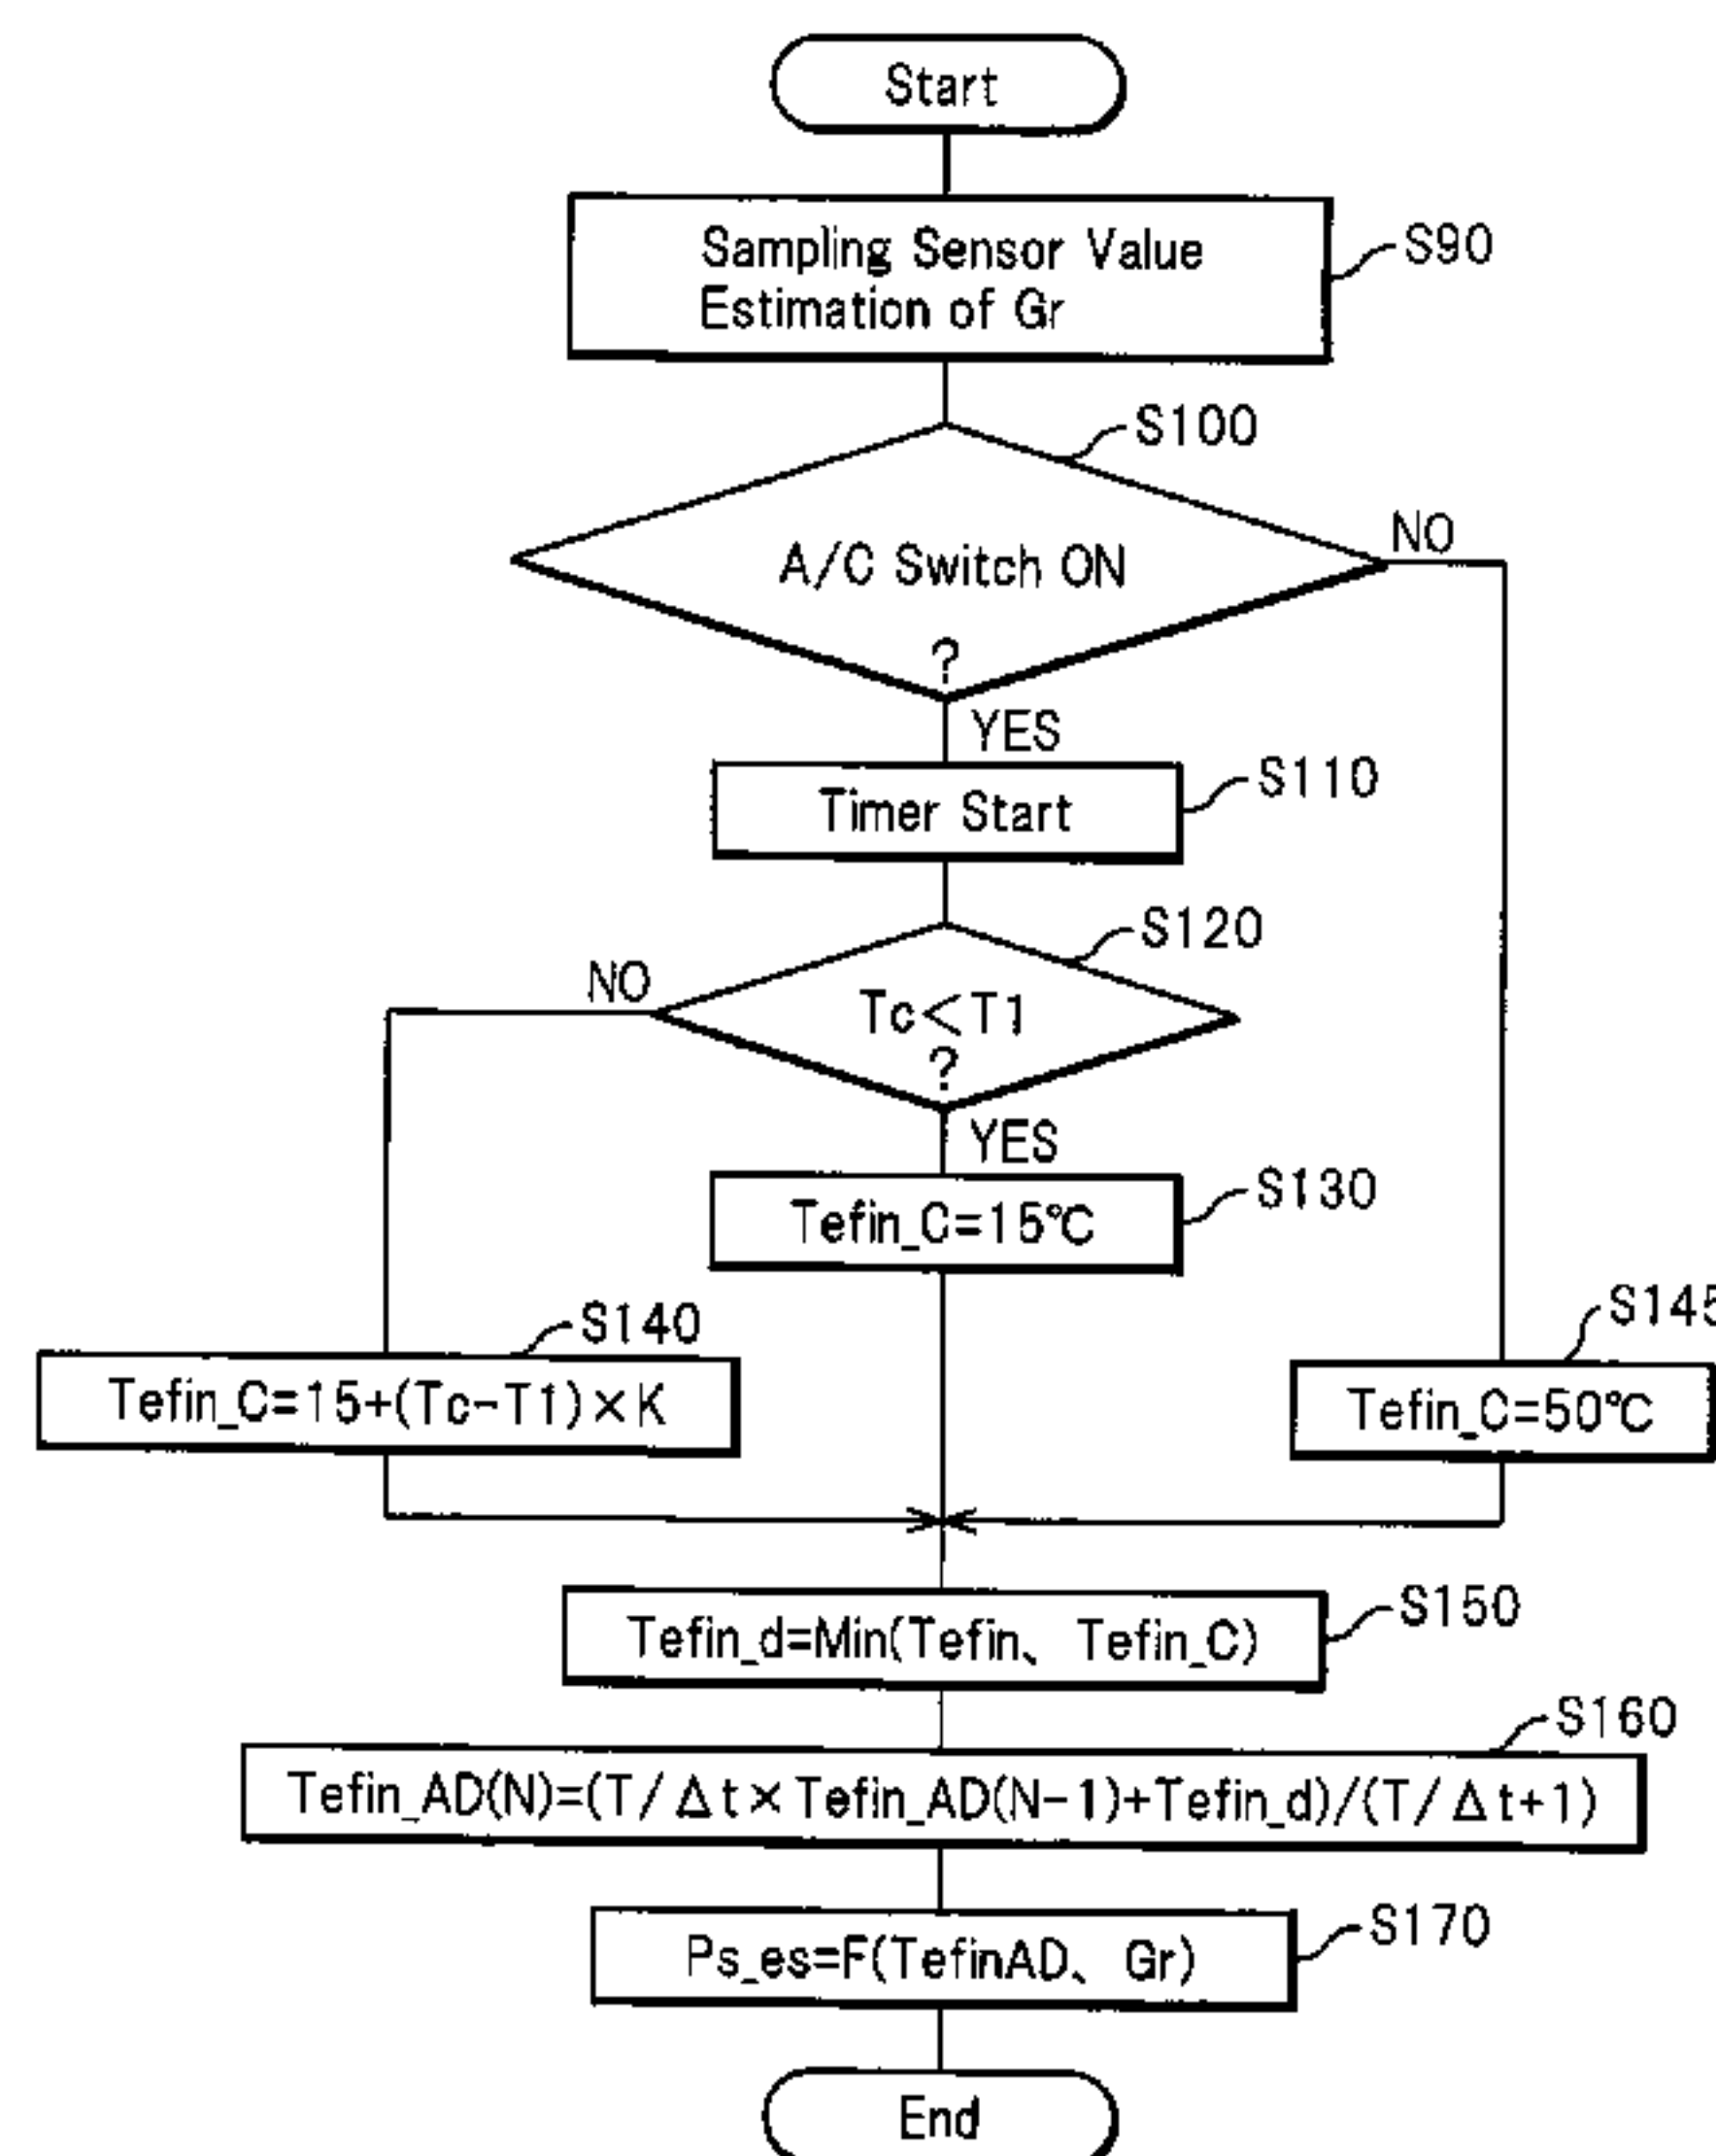 Start
Sampling Sensor Value
Estimation of Gr
S90
S100
A/C Switch ON
?
NO
YES
Timer Start
S110
S120
NO
Tc<T1
?
YES
Tefin_C=15℃
S130
S140
Tefin_C=15+(Tc-T1)×K
S145
Tefin_C=50℃
Tefin_d=Min(Tefin、 Tefin_C)
S150
S160
Tefin_AD(N)=(T/Δt×Tefin_AD(N-1)+Tefin_d)/(T/Δt+1)
Ps_es=F(TefinAD、 Gr)
S170
End